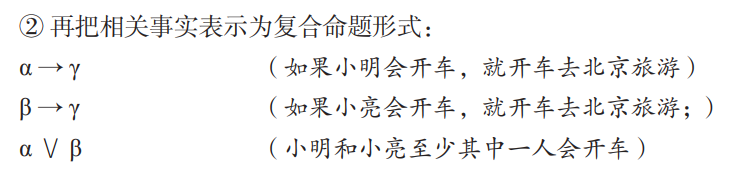 ② 再把相关事实表示为复合命题形式：
α → γ （如果小明会开车，就开车去北京旅游）
β → γ （如果小亮会开车，就开车去北京旅游；）
α ∨ β （小明和小亮至少其中一人会开车）